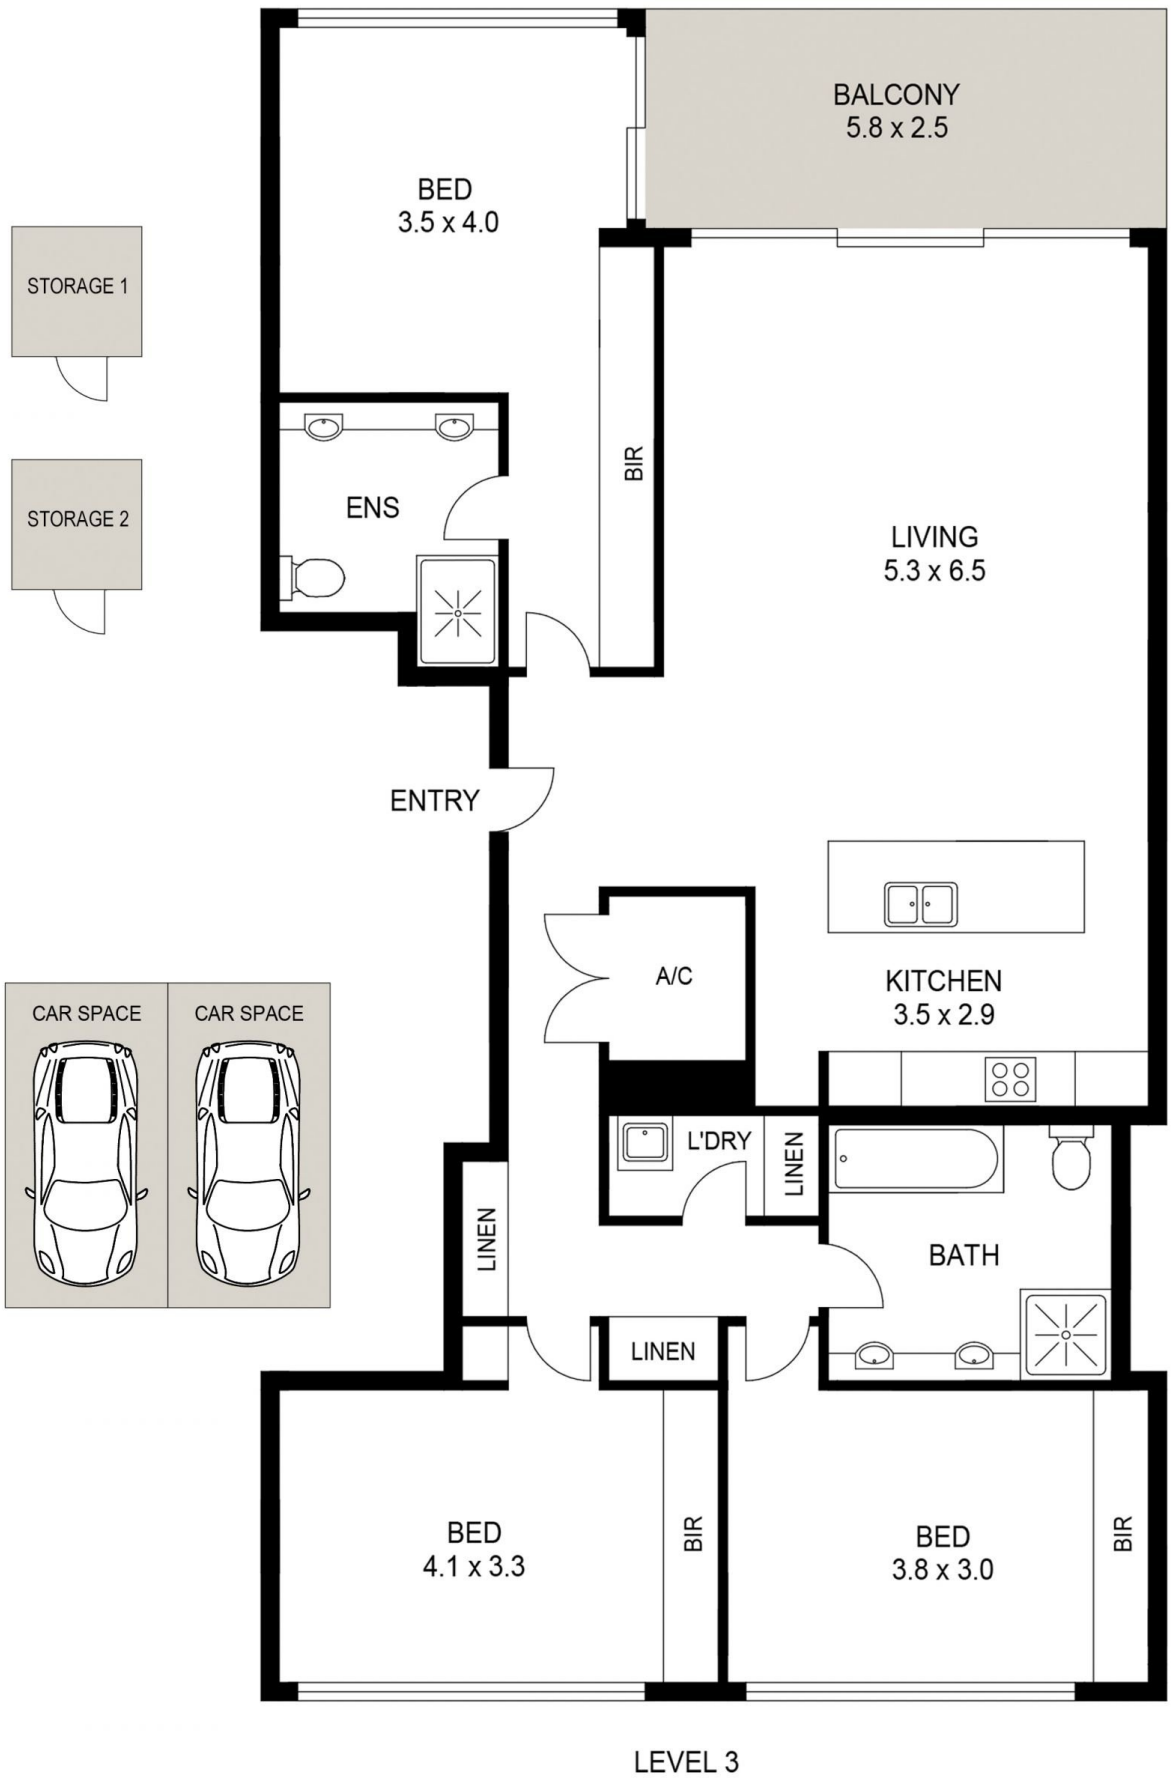 BALCONY
5.8 x 2.5
BED
3.5 x 4.0
STORAGE 1
BIR
ENS
STORAGE 2
LIVING
5.3 x 6.5
ENTRY
A/C
KITCHEN
3.5 x 2.9
CAR SPACE
CAR SPACE
L'DRY
LINEN
LINEN
BATH
LINEN
BED
4.1 x 3.3
BIR
BED
3.8 x 3.0
BIR
LEVEL 3